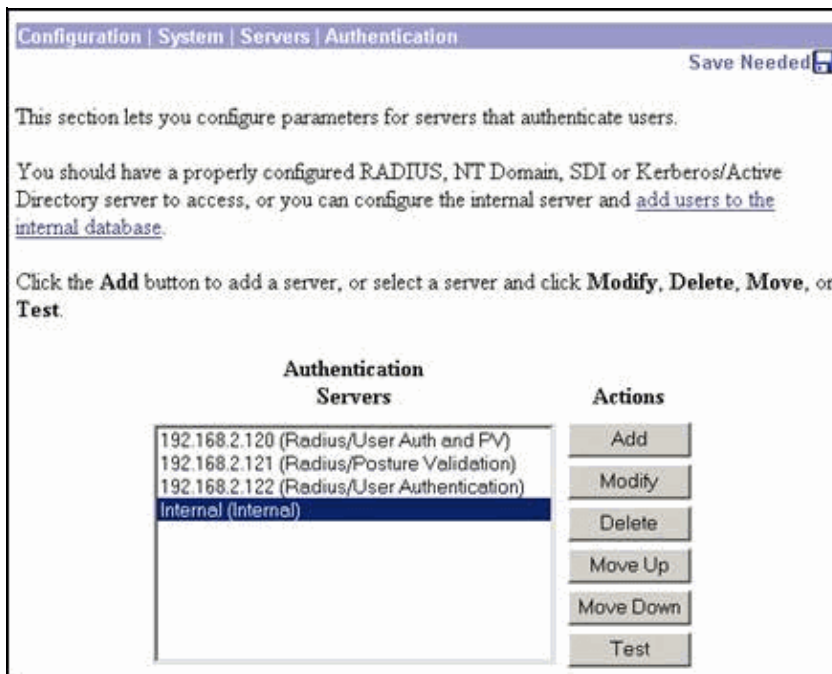 Configuration | System | Servers | Authentication
Save Needed
This section lets you configure parameters for servers that authenticate users.
You should have a properly configured RADIUS, NT Domain, SDI or Kerberos/Active
Directory server to access, or you can configure the internal server and add users to the
internal database.
Click the Add button to add a server, or select a server and click Modify, Delete, Move, or
Test.
Authentication
Servers
Actions
192.168.2.120 (Radius/User Auth and PV)
192.168.2.121 (Radius/Posture Validation)
192.168.2.122 (Radius/User Authentication)
Internal (Internal)
Add
Modify
Delete
Move Up
Move Down
Test